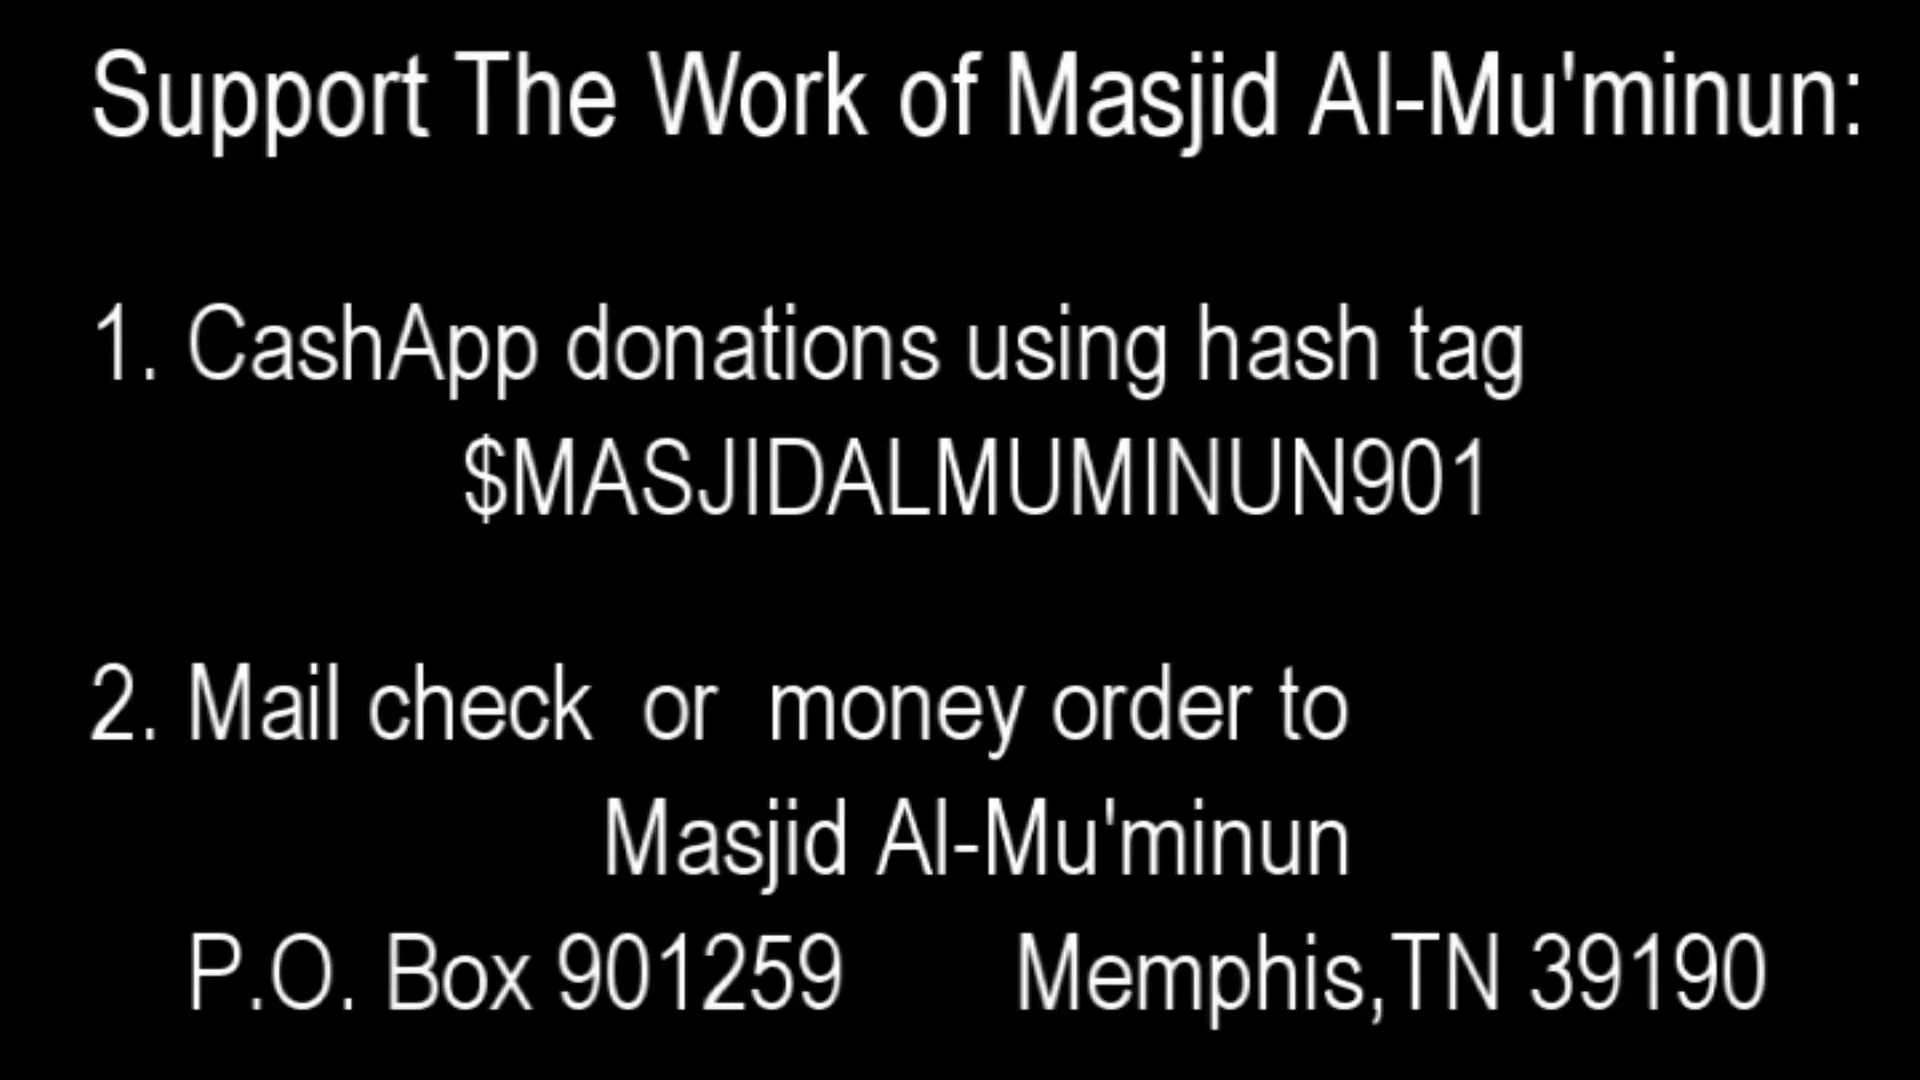 Support The Work of Masjid Al-Mu'minun:
1. CashApp donations using hash tag
$MASJIDALMUMINUN901
2. Mail check or money order to
Masjid Al-Mu'minun
P.O. Box 901259 Memphis,TN 39190